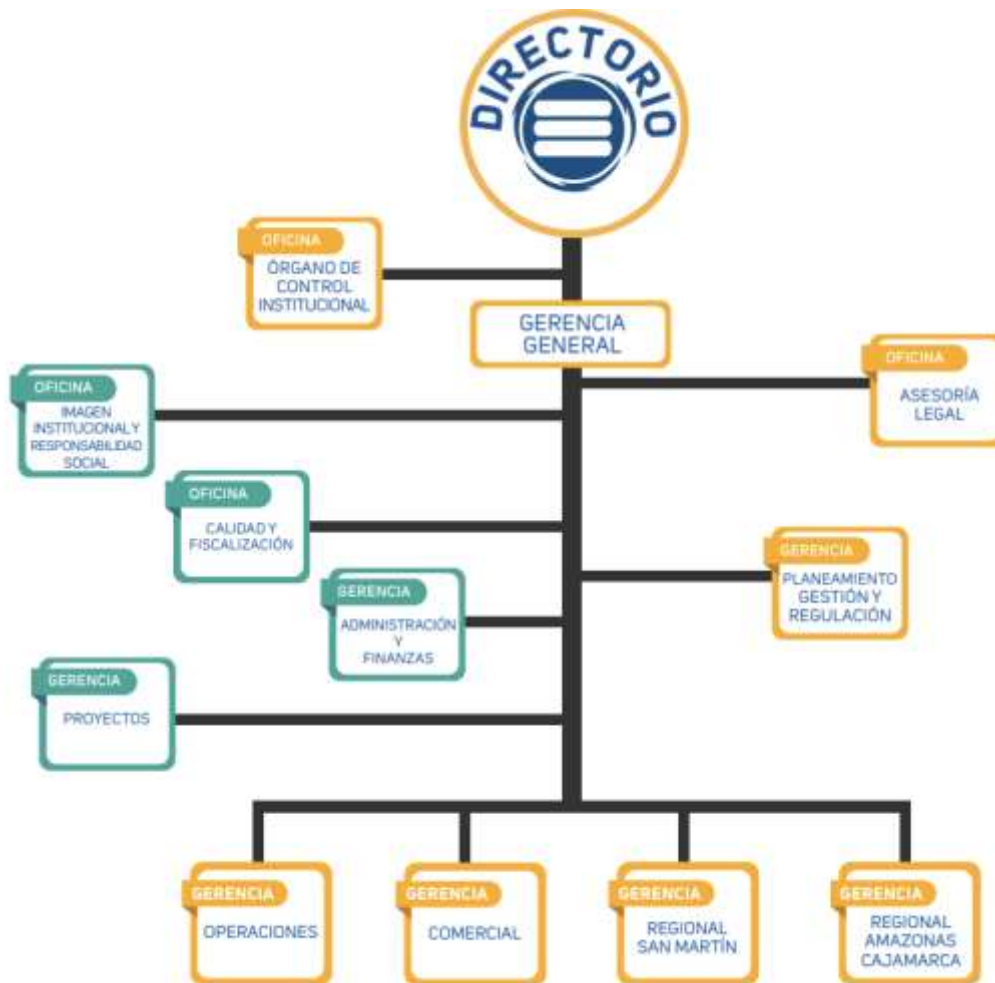 DIRECTORIO
OFICINA
ÓRGANO DE
CONTROL
INSTITUCIONAL
GERENCIA
GENERAL
OFICINA
ASESORÍA
LEGAL
OFICINA
IMAGEN
INSTITUCIONAL Y
RESPONSABILIDAD
SOCIAL
OFICINA
CALIDAD Y
FISCALIZACIÓN
GERENCIA
PLANEAMIENTO
GESTIÓN Y
REGULACIÓN
GERENCIA
ADMINISTRACIÓN
Y
FINANZAS
GERENCIA
PROYECTOS
GERENCIA
OPERACIONES
GERENCIA
COMERCIAL
GERENCIA
REGIONAL
SAN MARTÍN
GERENCIA
REGIONAL
AMAZONAS
CAJAMARCA